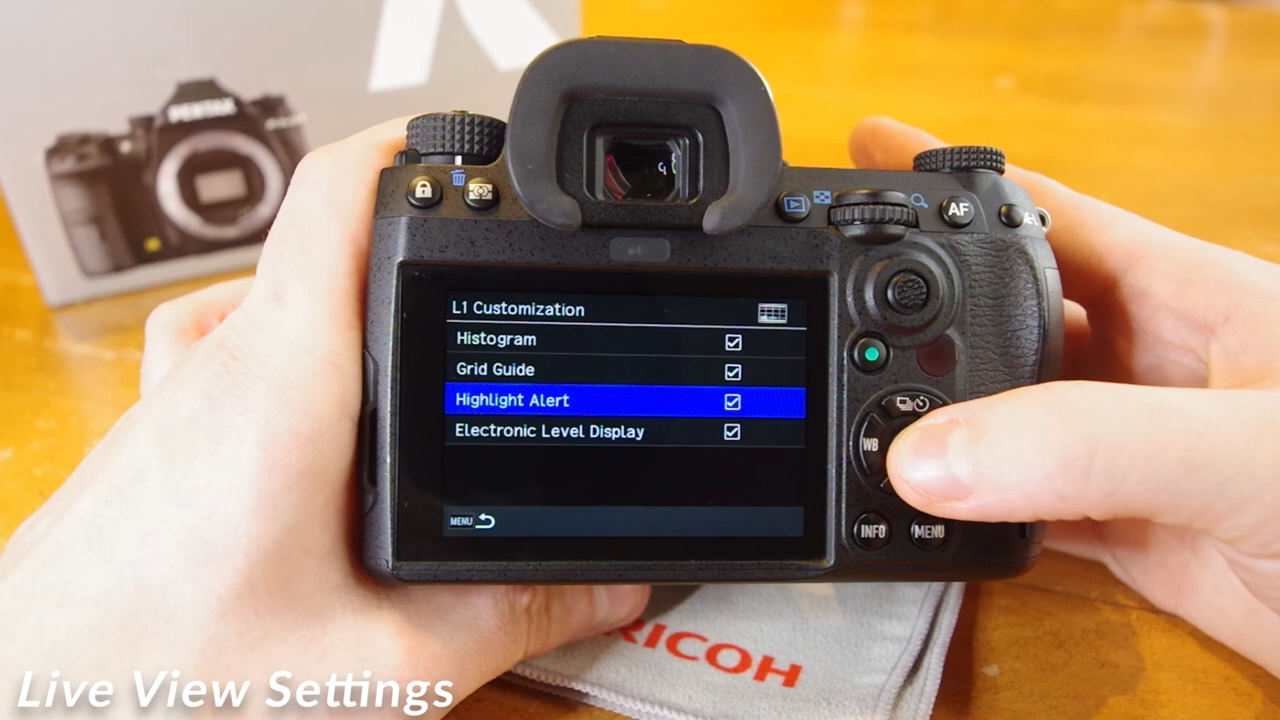 PENTAX
AF
L1 Customization
Histogram
Grid Guide
Highlight Alert
Electronic Level Display
MENU
WB
INFO
MENU
RICOH
Live View Settings